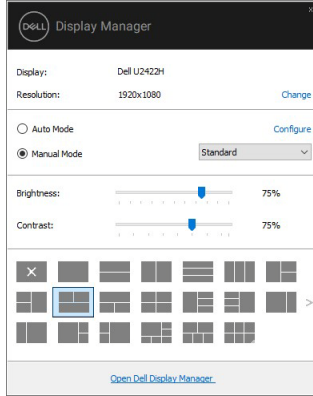 DELL Display Manager
Display: Dell U2422H
Resolution: 1920x1080 Change
Auto Mode Configure
Manual Mode Standard
Brightness: 75%
Contrast: 75%
Open Dell Display Manager